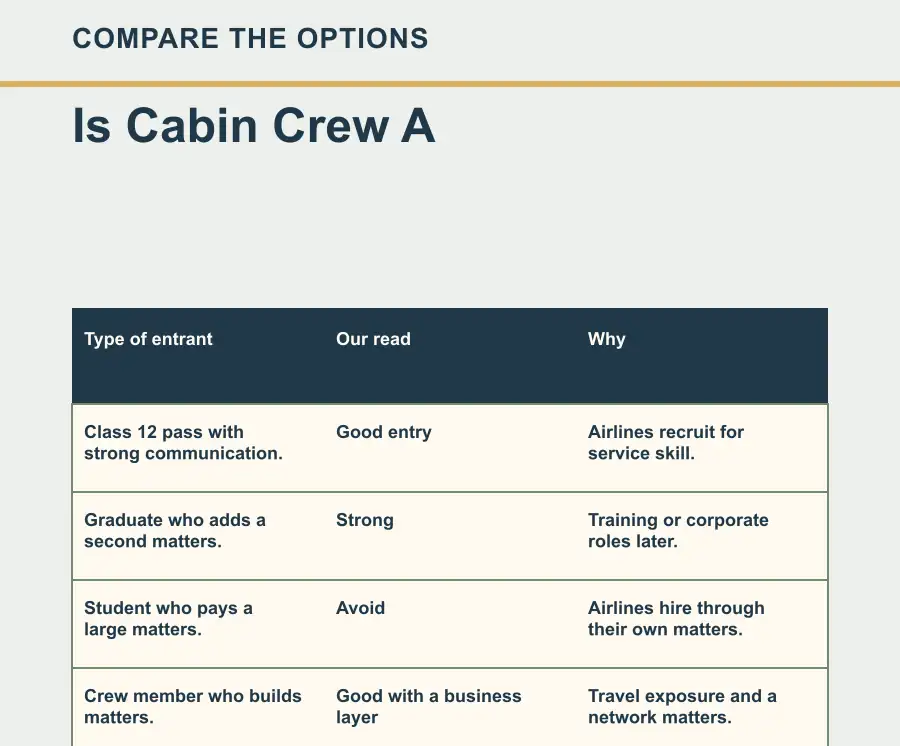 COMPARE THE OPTIONS
Is Cabin Crew A
Type of entrant
Our read
Why
Class 12 pass with
strong communication.
Good entry
Airlines recruit for
service skill.
Graduate who adds a
second matters.
Strong
Training or corporate
roles later.
Student who pays a
large matters.
Avoid
Airlines hire through
their own matters.
Crew member who builds
matters.
Good with a business
layer
Travel exposure and a
network matters.